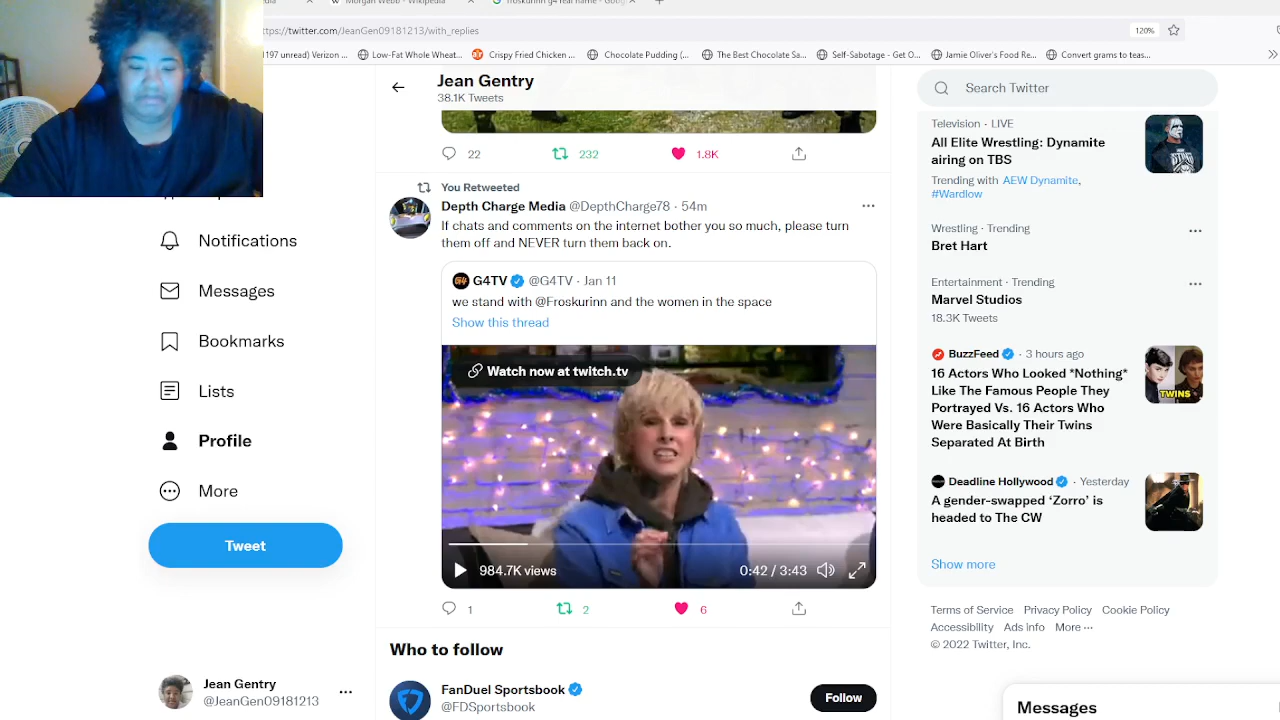 Morgan Webb - Wikipedia
froskurinn g4 real name - Goog
ttps://twitter.com/JeanGen09181213/with_replies
120%
197 unread) Verizon ...
Low-Fat Whole Wheat...
Crispy Fried Chicken ...
Chocolate Pudding (...
The Best Chocolate Sa...
Self-Sabotage - Get O...
Jamie Oliver's Food Re...
Convert grams to teas...
Jean Gentry
38.1K Tweets
22
232
1.8K
You Retweeted
Depth Charge Media @DepthCharge78 · 54m
If chats and comments on the internet bother you so much, please turn
them off and NEVER turn them back on.
G4TV @G4TV · Jan 11
we stand with @Froskurinn and the women in the space
Show this thread
Watch now at twitch.tv
984.7K views
0:42 / 3:43
1
2
6
Who to follow
FanDuel Sportsbook
@FDSportsbook
Follow
Notifications
Messages
Bookmarks
Lists
Profile
More
Tweet
Jean Gentry
@JeanGen09181213
Search Twitter
Television · LIVE
All Elite Wrestling: Dynamite
airing on TBS
Trending with AEW Dynamite,
#Wardlow
Wrestling · Trending
Bret Hart
Entertainment · Trending
Marvel Studios
18.3K Tweets
BuzzFeed · 3 hours ago
16 Actors Who Looked *Nothing*
Like The Famous People They
Portrayed Vs. 16 Actors Who
Were Basically Their Twins
Separated At Birth
TWINS
Deadline Hollywood · Yesterday
A gender-swapped ‘Zorro’ is
headed to The CW
Show more
Terms of Service Privacy Policy Cookie Policy
Accessibility Ads info More ···
© 2022 Twitter, Inc.
Messages